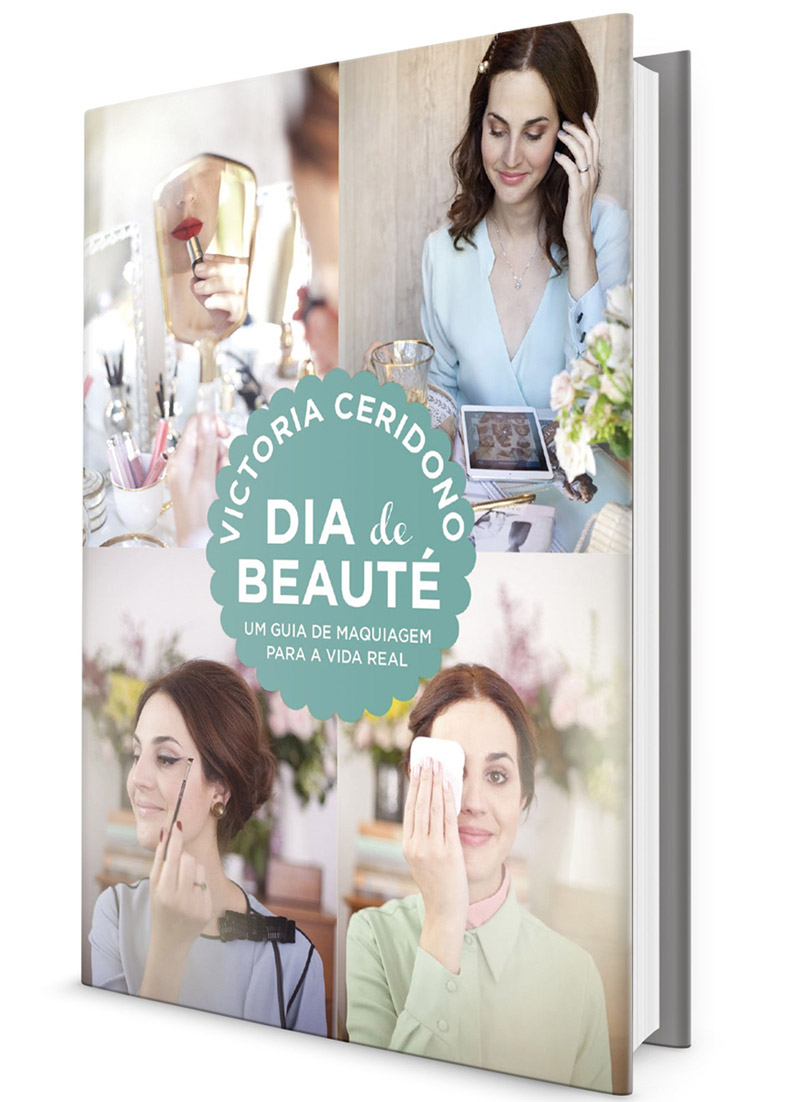 VICTORIA CERIDONO
DIA de
BEAUTÉ
UM GUIA DE MAQUIAGEM
PARA A VIDA REAL